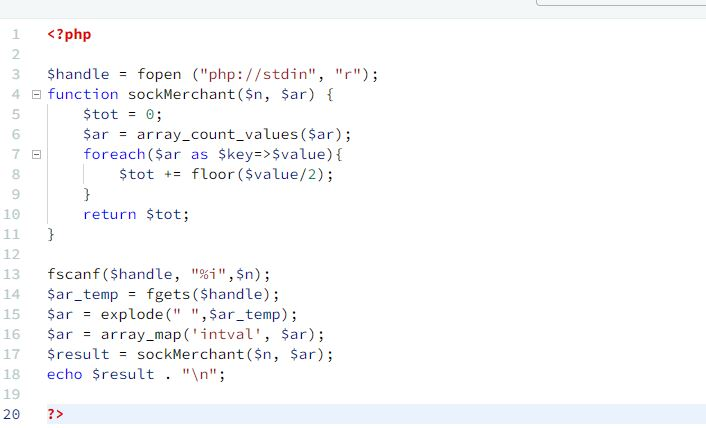 1 <?php
2
3 $handle = fopen ("php://stdin", "r");
4 function sockMerchant($n, $ar) {
5     $tot = 0;
6     $ar = array_count_values($ar);
7     foreach($ar as $key=>$value){
8         $tot += floor($value/2);
9     }
10     return $tot;
11 }
12
13 fscanf($handle, "%i",$n);
14 $ar_temp = fgets($handle);
15 $ar = explode(" ",$ar_temp);
16 $ar = array_map('intval', $ar);
17 $result = sockMerchant($n, $ar);
18 echo $result . "\n";
19
20 ?>